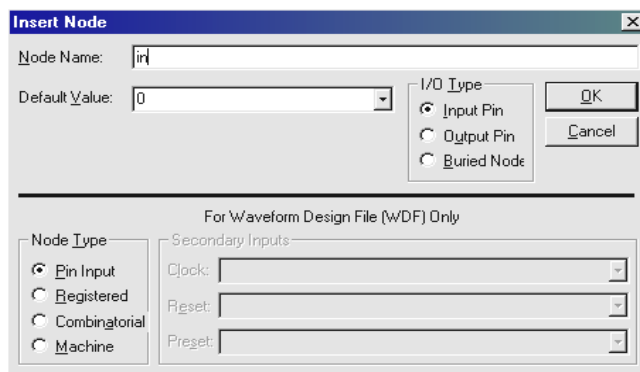 Insert Node
Node Name: in
Default Value: 0
I/O Type
Input Pin
Output Pin
Buried Node
OK
Cancel
For Waveform Design File (WDF) Only
Node Type
Pin Input
Registered
Combinatorial
Machine
Secondary Inputs
Clock:
Reset:
Preset: